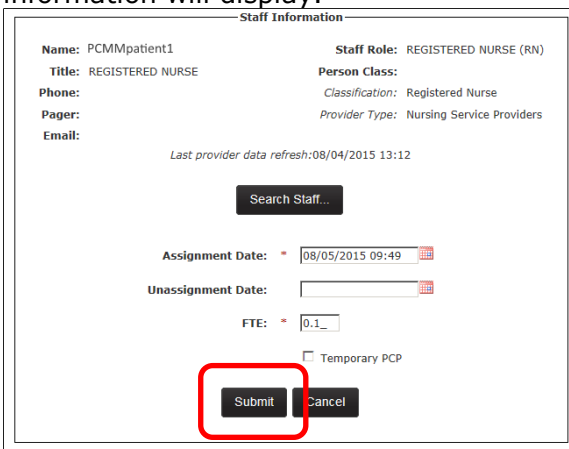 information will display.
Staff Information
Name: PCMMpatient1 Staff Role: REGISTERED NURSE (RN)
Title: REGISTERED NURSE Person Class:
Phone: Classification: Registered Nurse
Pager: Provider Type: Nursing Service Providers
Email:
Last provider data refresh:08/04/2015 13:12
Search Staff...
Assignment Date: * 08/05/2015 09:49
Unassignment Date:
FTE: * 0.1_
Temporary PCP
Submit Cancel